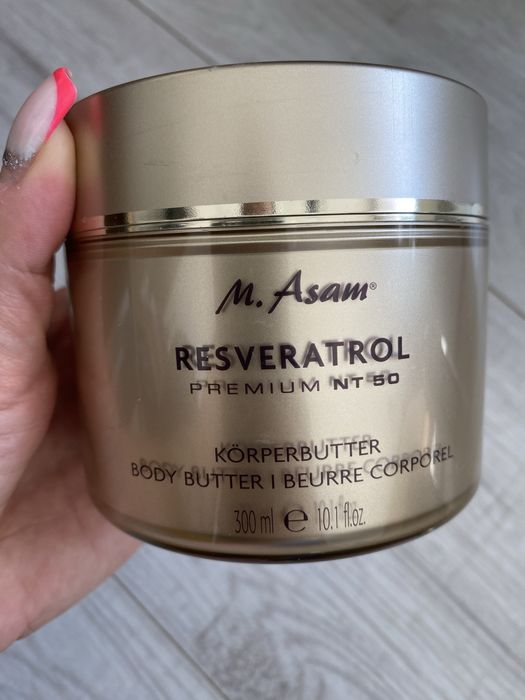 M. Asam®
RESVERATROL
PREMIUM NT 50
KÖRPERBUTTER
BODY BUTTER I BEURRE CORPOREL
300 ml e 10.1 fl.oz.